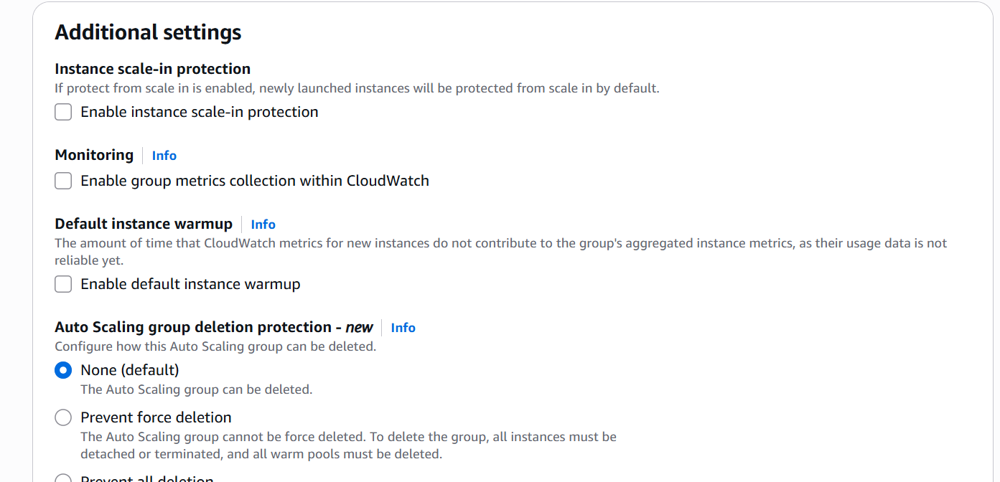 Additional settings
Instance scale-in protection
If protect from scale in is enabled, newly launched instances will be protected from scale in by default.
Enable instance scale-in protection
Monitoring Info
Enable group metrics collection within CloudWatch
Default instance warmup Info
The amount of time that CloudWatch metrics for new instances do not contribute to the group's aggregated instance metrics, as their usage data is not
reliable yet.
Enable default instance warmup
Auto Scaling group deletion protection - new Info
Configure how this Auto Scaling group can be deleted.
None (default)
The Auto Scaling group can be deleted.
Prevent force deletion
The Auto Scaling group cannot be force deleted. To delete the group, all instances must be
detached or terminated, and all warm pools must be deleted.
Prevent all deletion